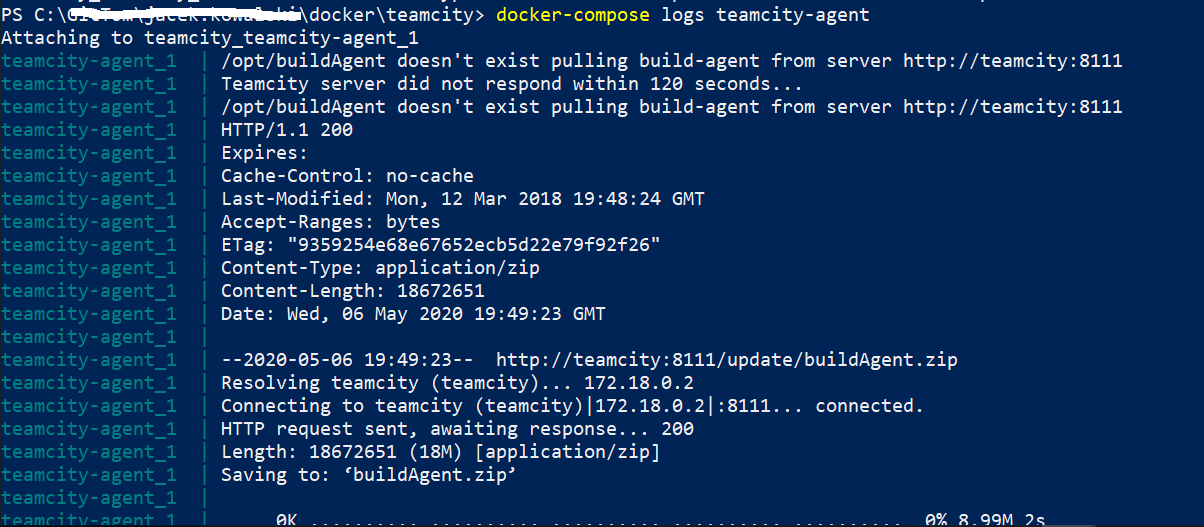 PS C:\ \docker\teamcity> docker-compose logs teamcity-agent
Attaching to teamcity_teamcity-agent_1
teamcity-agent_1  | /opt/buildAgent doesn't exist pulling build-agent from server http://teamcity:8111
teamcity-agent_1  | Teamcity server did not respond within 120 seconds...
teamcity-agent_1  | /opt/buildAgent doesn't exist pulling build-agent from server http://teamcity:8111
teamcity-agent_1  | HTTP/1.1 200
teamcity-agent_1  | Expires:
teamcity-agent_1  | Cache-Control: no-cache
teamcity-agent_1  | Last-Modified: Mon, 12 Mar 2018 19:48:24 GMT
teamcity-agent_1  | Accept-Ranges: bytes
teamcity-agent_1  | ETag: "9359254e68e67652ecb5d22e79f92f26"
teamcity-agent_1  | Content-Type: application/zip
teamcity-agent_1  | Content-Length: 18672651
teamcity-agent_1  | Date: Wed, 06 May 2020 19:49:23 GMT
teamcity-agent_1  |
teamcity-agent_1  | --2020-05-06 19:49:23--  http://teamcity:8111/update/buildAgent.zip
teamcity-agent_1  | Resolving teamcity (teamcity)... 172.18.0.2
teamcity-agent_1  | Connecting to teamcity (teamcity)|172.18.0.2|:8111... connected.
teamcity-agent_1  | HTTP request sent, awaiting response... 200
teamcity-agent_1  | Length: 18672651 (18M) [application/zip]
teamcity-agent_1  | Saving to: ‘buildAgent.zip’
teamcity-agent_1  |
teamcity-agent_1  |      0K .......... .......... .......... .......... ..........  0% 8.99M 2s